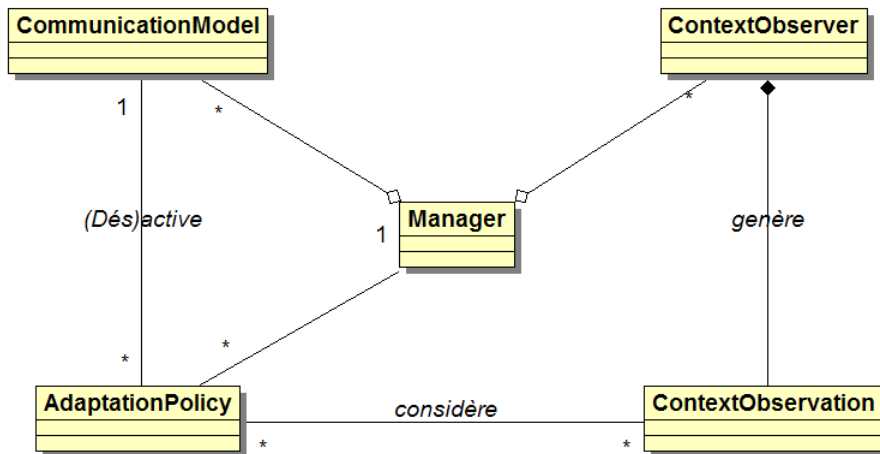 CommunicationModel
ContextObserver
1
*
*
(Dés)active
Manager
1
genère
*
*
AdaptationPolicy
considère
ContextObservation
*
*